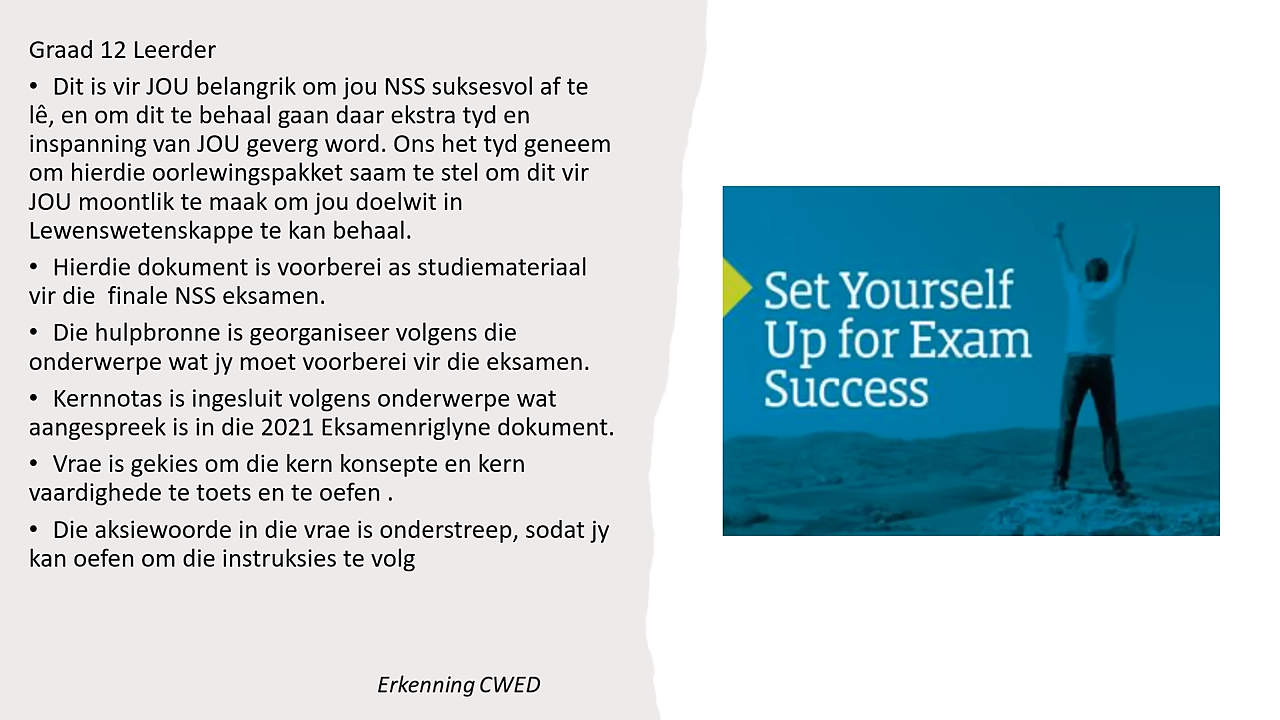 Graad 12 Leerder
• Dit is vir JOU belangrik om jou NSS suksesvol af te
lê, en om dit te behaal gaan daar ekstra tyd en
inspanning van JOU geverg word. Ons het tyd geneem
om hierdie oorlewingspakket saam te stel om dit vir
JOU moontlik te maak om jou doelwit in
Lewenswetenskappe te kan behaal.
• Hierdie dokument is voorberei as studiemateriaal
vir die  finale NSS eksamen.
• Die hulpbronne is georganiseer volgens die
onderwerpe wat jy moet voorberei vir die eksamen.
• Kernnotas is ingesluit volgens onderwerpe wat
aangespreek is in die 2021 Eksamenriglyne dokument.
• Vrae is gekies om die kern konsepte en kern
vaardighede te toets en te oefen .
• Die aksiewoorde in die vrae is onderstreep, sodat jy
kan oefen om die instruksies te volg
Erkenning CWED
Set Yourself
Up for Exam
Success